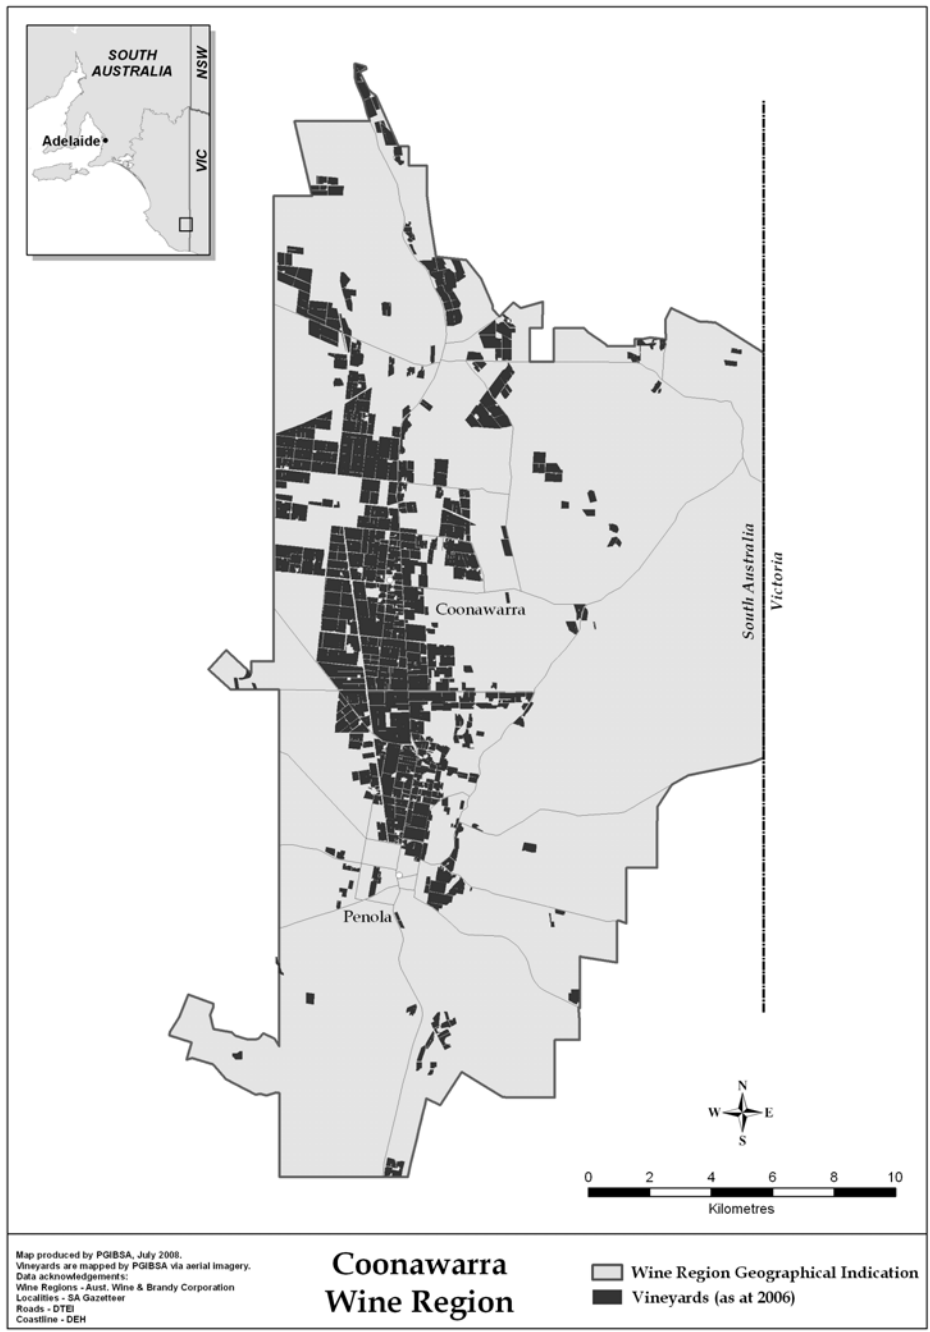 SOUTH
AUSTRALIA
NSW
Adelaide
VIC
South Australia
Victoria
Coonawarra
Penola
N
W E
S
0 2 4 6 8 10
Kilometres
Map produced by PGIBSA, July 2008.
Vineyards are mapped by PGIBSA via aerial imagery.
Data acknowledgements:
Wine Regions - Aust. Wine & Brandy Corporation
Localities - SA Gazetteer
Roads - DTEI
Coastline - DEH
Coonawarra
Wine Region
Wine Region Geographical Indication
Vineyards (as at 2006)